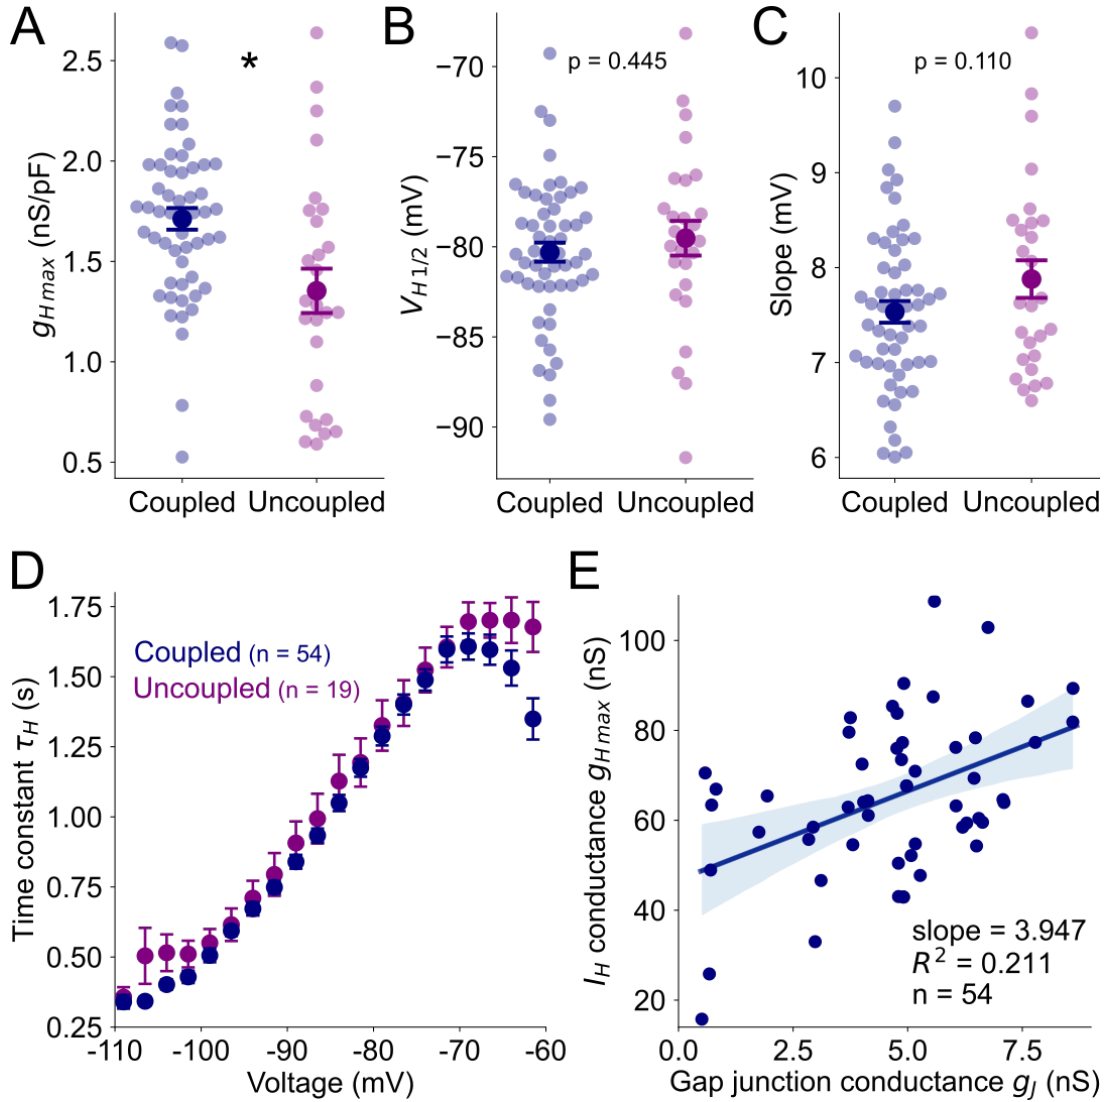 A
g_H max (nS/pF)
2.5
2.0
1.5
1.0
0.5
*
Coupled
Uncoupled
B
V_H 1/2 (mV)
−70
−75
−80
−85
−90
p = 0.445
Coupled
Uncoupled
C
Slope (mV)
10
9
8
7
6
p = 0.110
Coupled
Uncoupled
D
Time constant τ_H (s)
1.75
1.50
1.25
1.00
0.75
0.50
0.25
Coupled (n = 54)
Uncoupled (n = 19)
-110
-100
-90
-80
-70
-60
Voltage (mV)
E
I_H conductance g_H max (nS)
100
80
60
40
20
slope = 3.947
R² = 0.211
n = 54
0.0
2.5
5.0
7.5
Gap junction conductance g_J (nS)